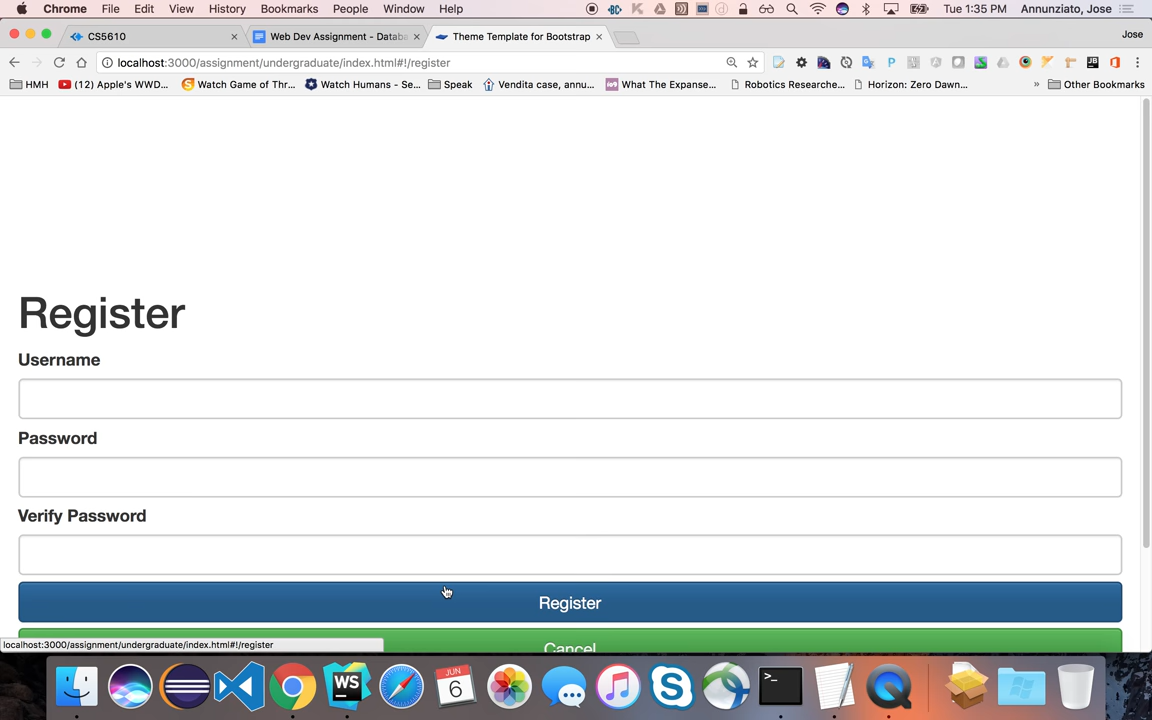 Chrome File Edit View History Bookmarks People Window Help Tue 1:35 PM Annunziato, Jose
CS5610 Web Dev Assignment - Databa Theme Template for Bootstrap Jose
localhost:3000/assignment/undergraduate/index.html#!/register
HMH (12) Apple's WWD... Watch Game of Thr... Watch Humans - Se... Speak Vendita case, annu... What The Expanse... Robotics Researche... Horizon: Zero Dawn... » Other Bookmarks
Register
Username
Password
Verify Password
Register
Cancel
localhost:3000/assignment/undergraduate/index.html#!/register
WS
JUN
6